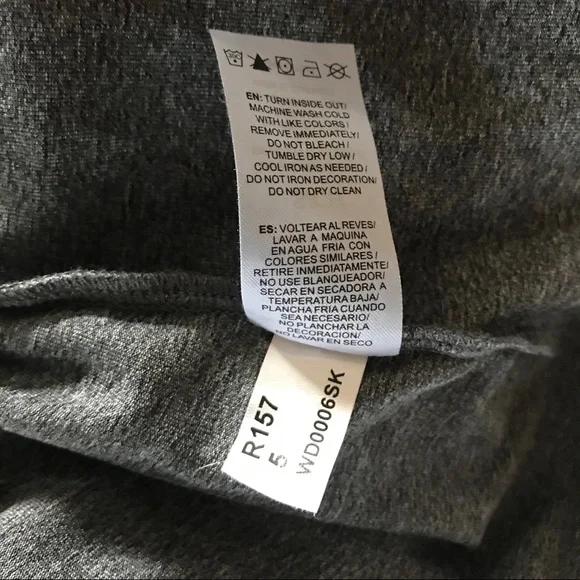 EN: TURN INSIDE OUT/
MACHINE WASH COLD
WITH LIKE COLORS/
REMOVE IMMEDIATELY/
DO NOT BLEACH/
TUMBLE DRY LOW/
COOL IRON AS NEEDED/
DO NOT IRON DECORATION/
DO NOT DRY CLEAN
ES: VOLTEAR AL REVES/
LAVAR A MAQUINA
EN AGUA FRIA CON
COLORES SIMILARES/
RETIRE INMEDIATAMENTE/
NO USE BLANQUEADOR/
SECAR EN SECADORA A
TEMPERATURA BAJA/
PLANCHA FRIA CUANDO
SEA NECESARIO/
NO PLANCHAR LA
DECORACION/
NO LAVAR EN SECO
R157
5
WD0006SK